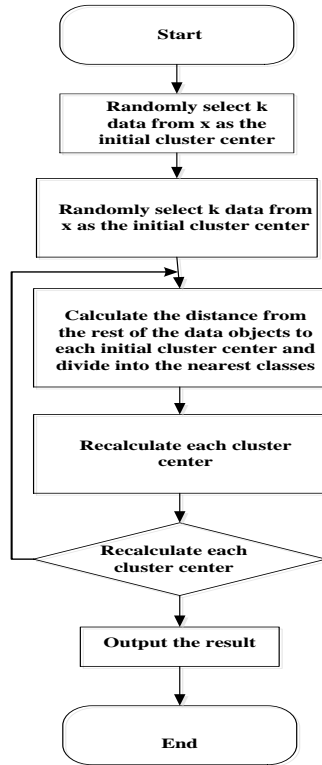 Start
Randomly select k
data from x as the
initial cluster center
Randomly select k data from
x as the initial cluster center
Calculate the distance from
the rest of the data objects to
each initial cluster center and
divide into the nearest classes
Recalculate each cluster
center
Recalculate each
cluster center
Output the result
End